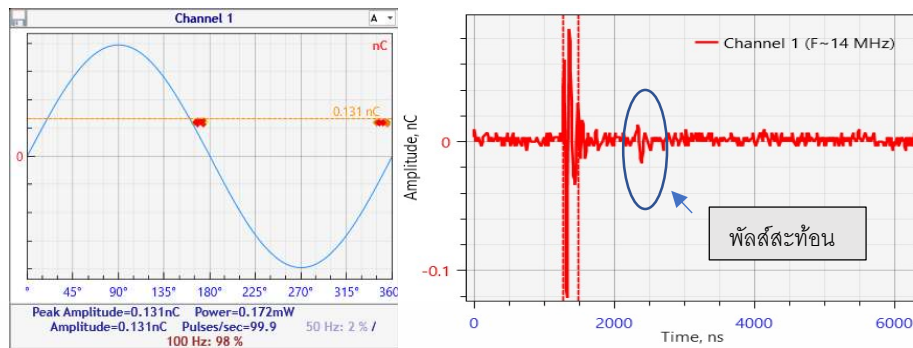 Channel 1
A
nC
0.131 nC
0
45° 90° 135° 180° 225° 270° 315° 360
Peak Amplitude=0.131nC Power=0.172mW
Amplitude=0.131nC Pulses/sec=99.9 50 Hz: 2 % /
100 Hz: 98 %
Channel 1 (F~14 MHz)
Amplitude, nC
0
-0.1
พัลส์สะท้อน
0 2000 4000 6000
Time, ns